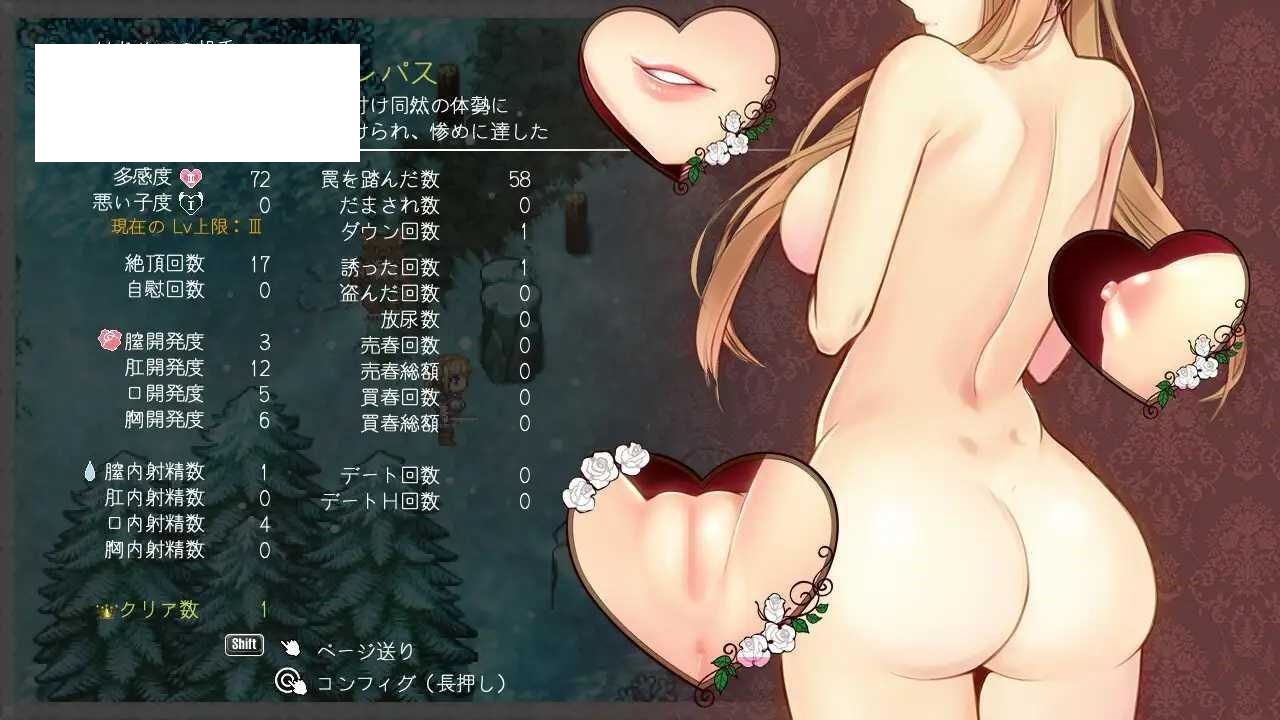 レパス
付け同然の体勢に
けられ、惨めに達した
多感度 Ⅲ 72
悪い子度 Ⅰ 0
現在のLv上限：Ⅲ
絶頂回数 17
自慰回数 0
膣開発度 3
肛開発度 12
口開発度 5
胸開発度 6
膣内射精数 1
肛内射精数 0
口内射精数 4
胸内射精数 0
クリア数 1
罠を踏んだ数 58
だまされ数 0
ダウン回数 1
誘った回数 1
盗んだ回数 0
放尿数 0
売春回数 0
売春総額 0
買春回数 0
買春総額 0
デート回数 0
デートH回数 0
Shift ページ送り
コンフィグ（長押し）